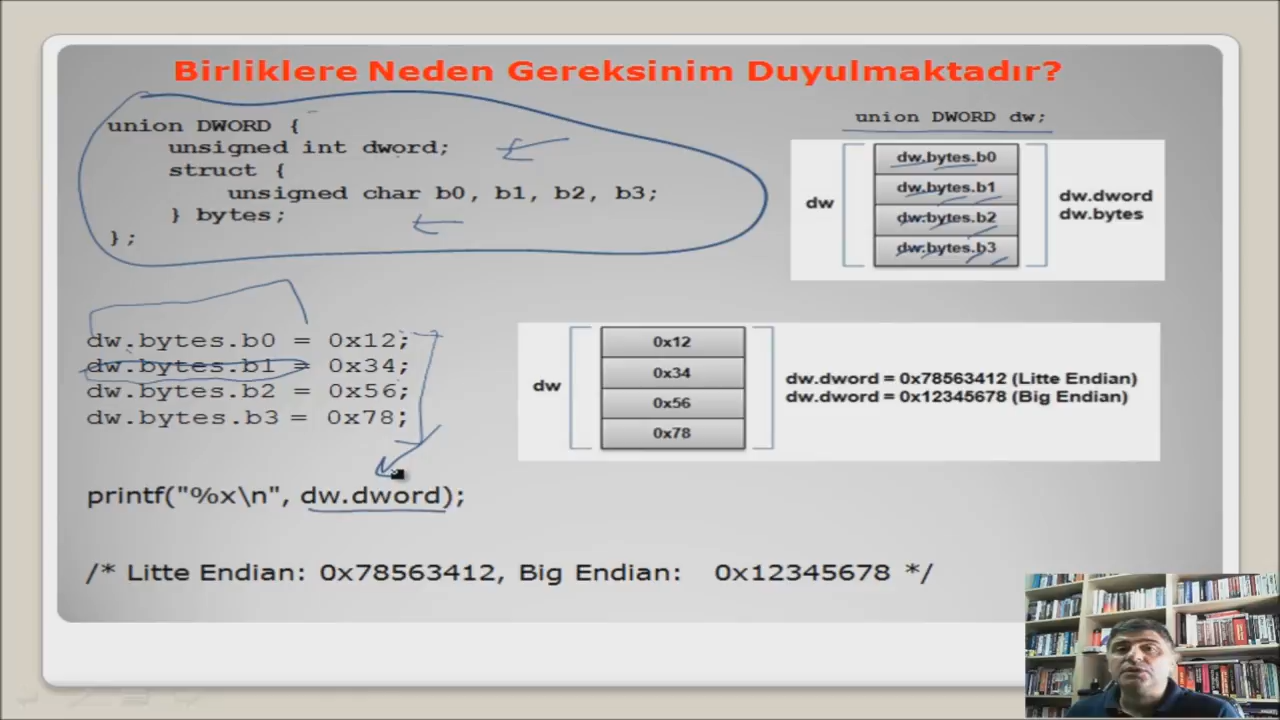 Birliklere Neden Gereksinim Duyulmaktadır?
union DWORD {
unsigned int dword;
struct {
unsigned char b0, b1, b2, b3;
} bytes;
};
union DWORD dw;
dw
dw.bytes.b0
dw.bytes.b1
dw.bytes.b2
dw.bytes.b3
dw.dword
dw.bytes
dw.bytes.b0 = 0x12;
dw.bytes.b1 = 0x34;
dw.bytes.b2 = 0x56;
dw.bytes.b3 = 0x78;
dw
0x12
0x34
0x56
0x78
dw.dword = 0x78563412 (Litte Endian)
dw.dword = 0x12345678 (Big Endian)
printf("%x\n", dw.dword);
/* Litte Endian: 0x78563412, Big Endian: 0x12345678 */